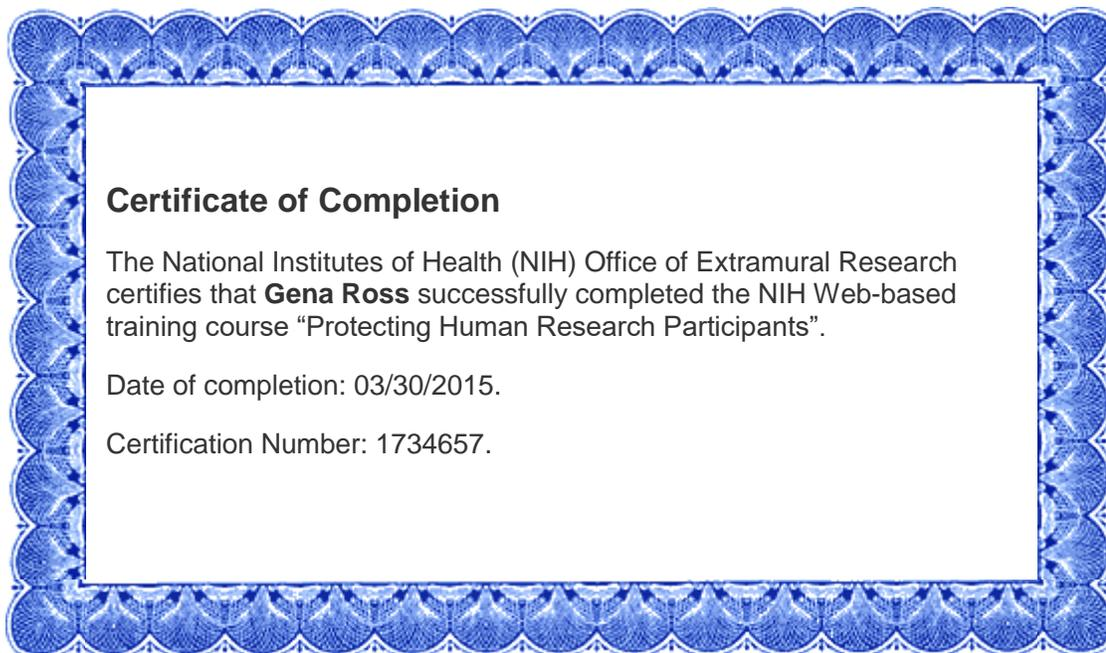 Certificate of Completion
The National Institutes of Health (NIH) Office of Extramural Research
certifies that Gena Ross successfully completed the NIH Web-based
training course “Protecting Human Research Participants”.
Date of completion: 03/30/2015.
Certification Number: 1734657.